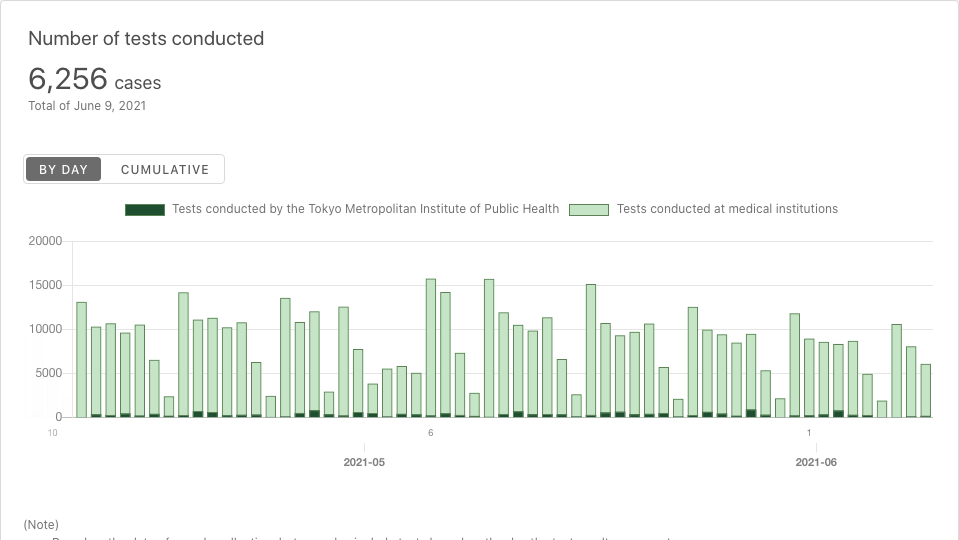 Number of tests conducted
6,256 cases
Total of June 9, 2021
BY DAY CUMULATIVE
Tests conducted by the Tokyo Metropolitan Institute of Public Health Tests conducted at medical institutions
20000
15000
10000
5000
0
10 6 1
2021-05 2021-06
(Note)